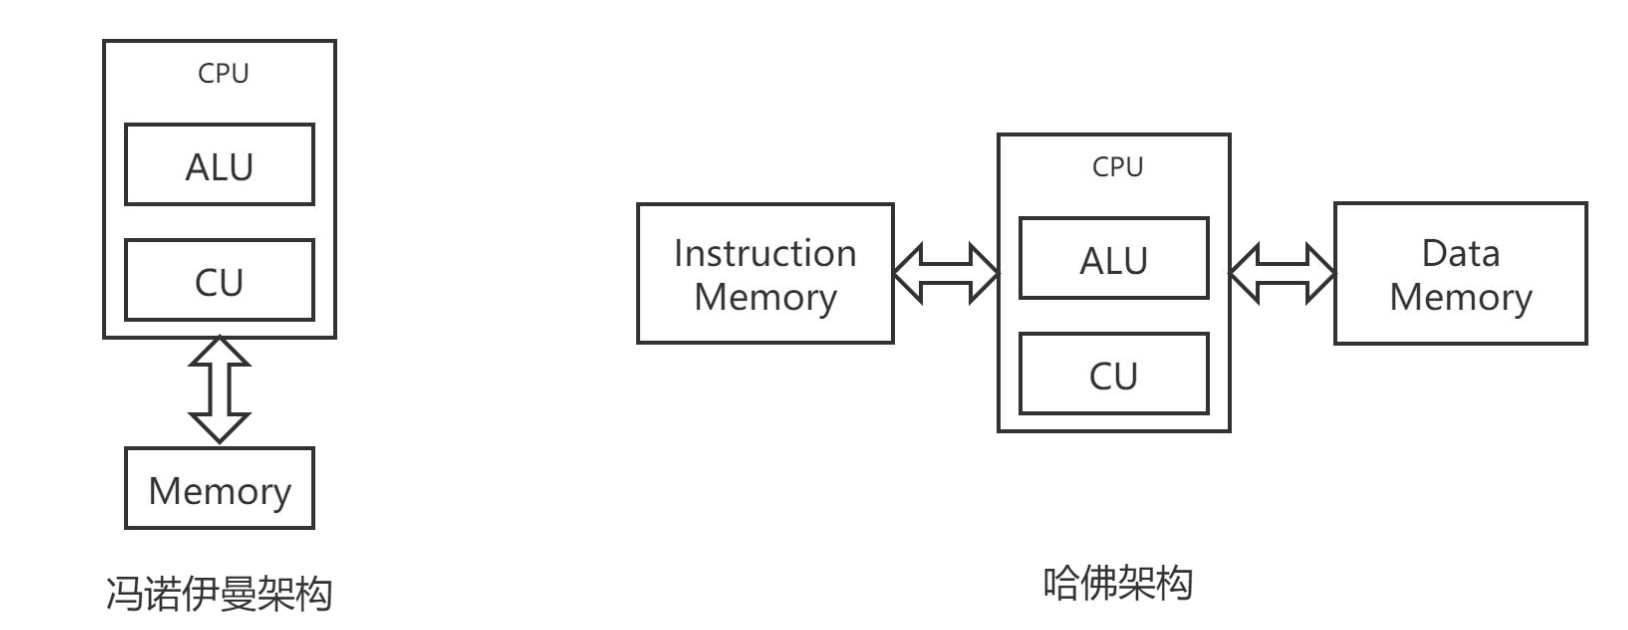 CPU
ALU
CU
Memory
冯诺伊曼架构
Instruction
Memory
CPU
ALU
CU
Data
Memory
哈佛架构